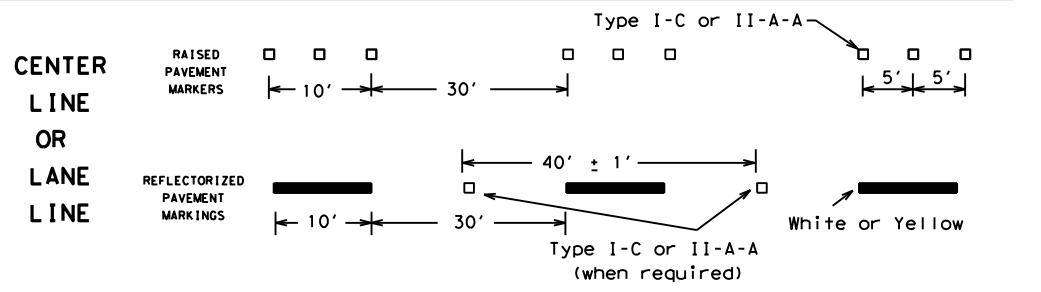 CENTER
LINE
OR
LANE
LINE
RAISED
PAVEMENT
MARKERS
10'
30'
Type I-C or II-A-A
5'
5'
REFLECTORIZED
PAVEMENT
MARKINGS
40' ± 1'
10'
30'
Type I-C or II-A-A
(when required)
White or Yellow